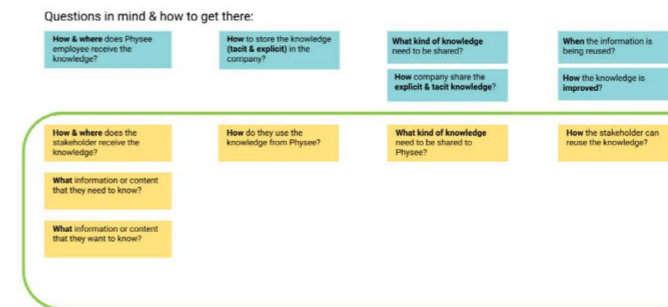 Questions in mind & how to get there:
How & where does Physee
employee receive the
knowledge?
How to store the knowledge
(tacit & explicit) in the
company?
What kind of knowledge
need to be shared?
When the information is
being reused?
How company share the
explicit & tacit knowledge?
How the knowledge is
improved?
How & where does the
stakeholder receive the
knowledge?
How do they use the
knowledge from Physee?
What kind of knowledge
need to be shared to
Physee?
How the stakeholder can
reuse the knowledge?
What information or content
that they need to know?
What information or content
that they want to know?